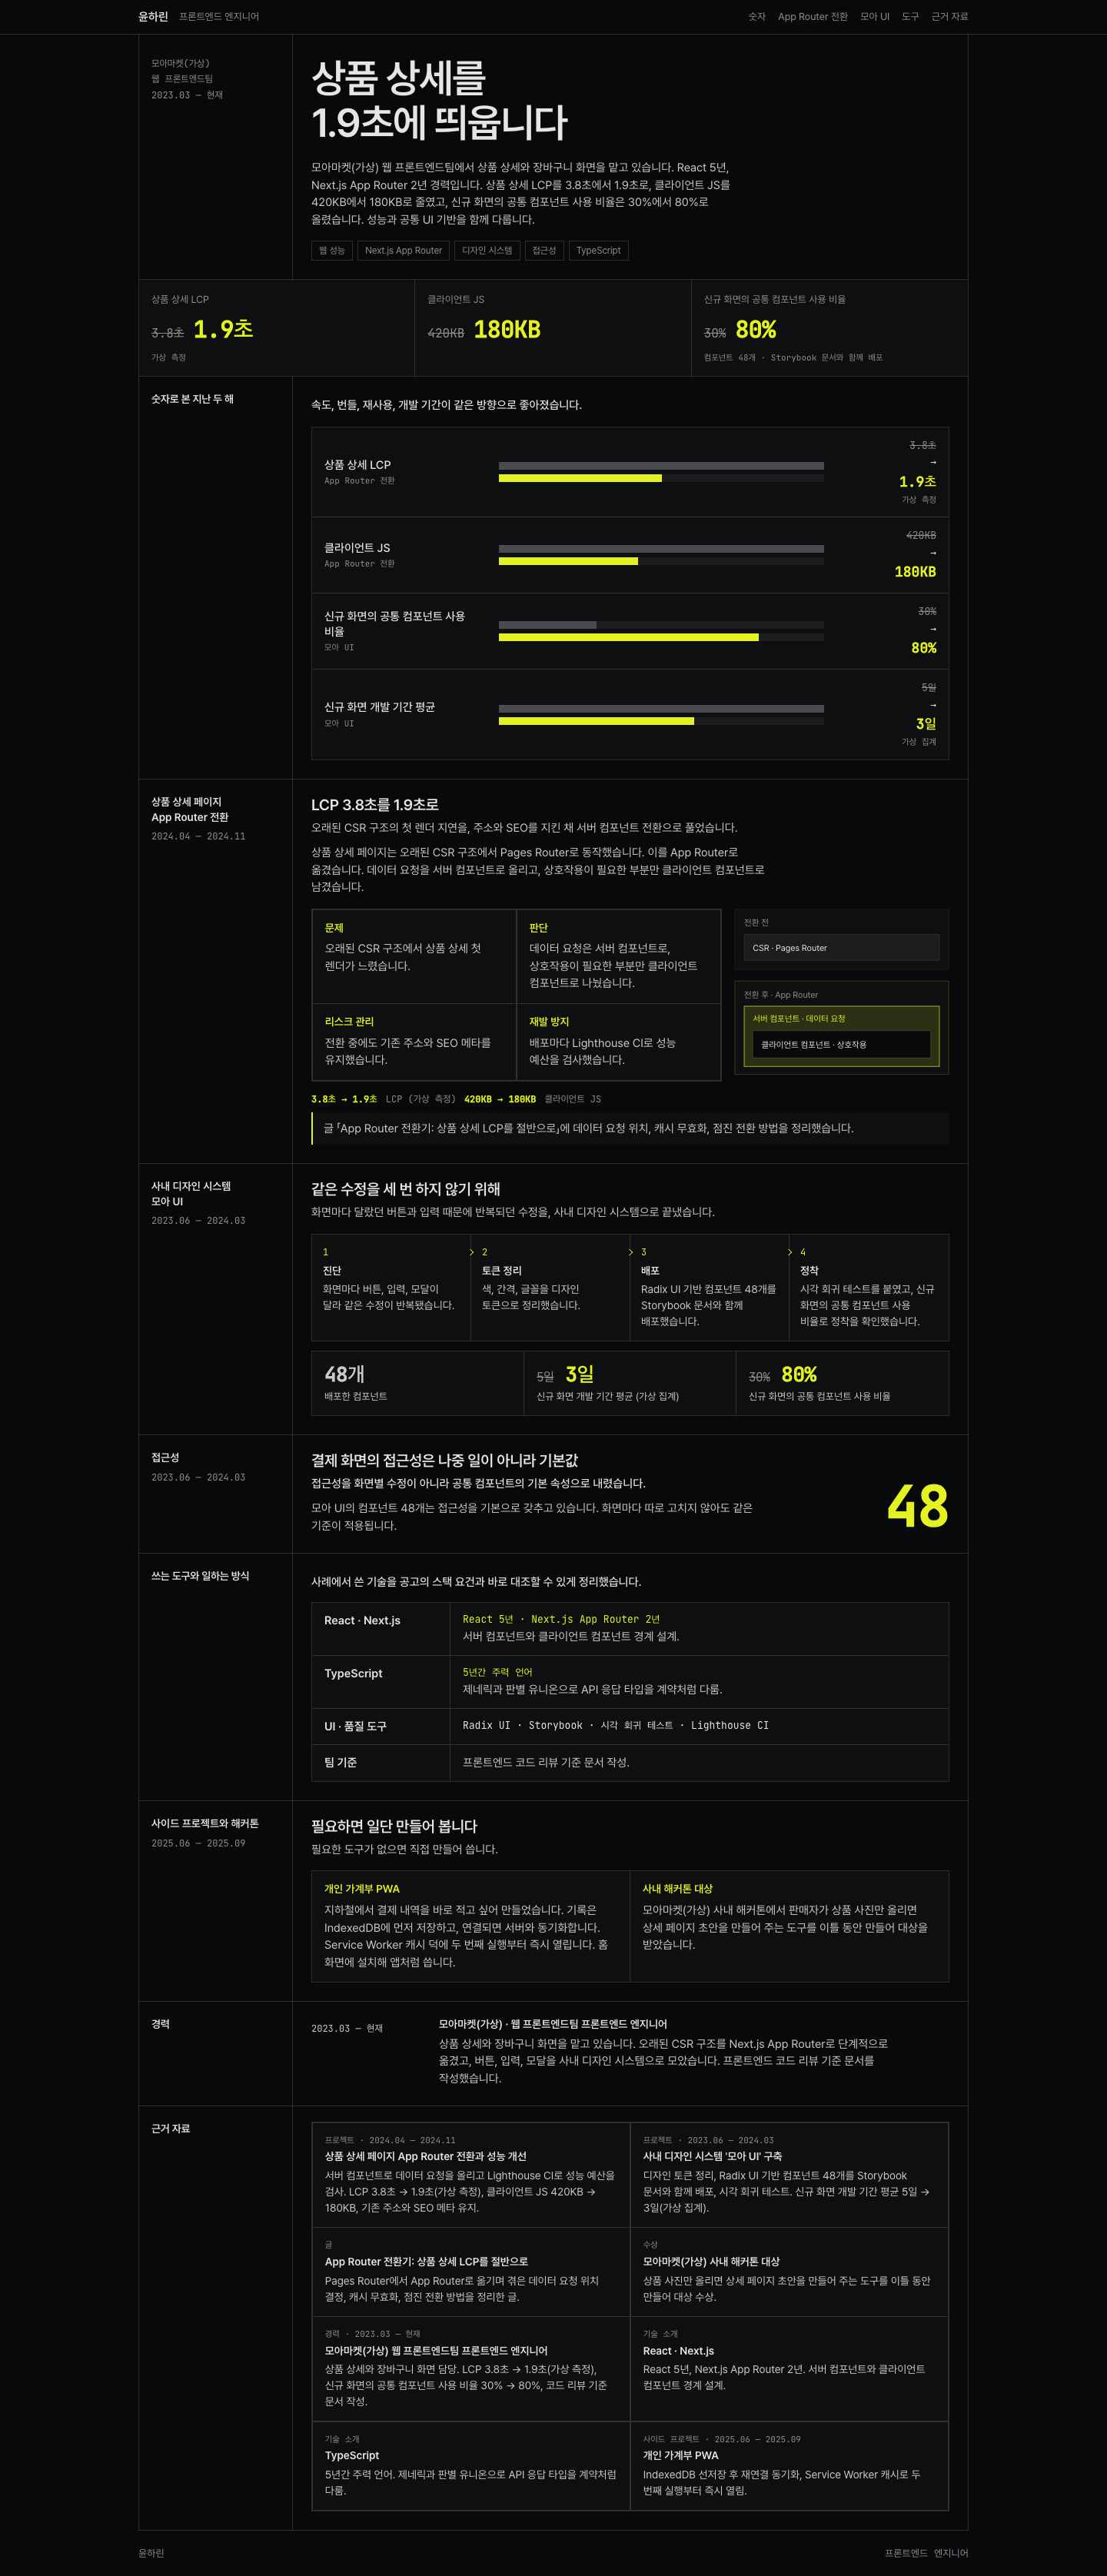 윤하린 프론트엔드 엔지니어
숫자 App Router 전환 모아 UI 도구 근거 자료
모아마켓(가상)
웹 프론트엔드팀
2023.03 — 현재
상품 상세를
1.9초에 띄웁니다
모아마켓(가상) 웹 프론트엔드팀에서 상품 상세와 장바구니 화면을 맡고 있습니다. React 5년,
Next.js App Router 2년 경력입니다. 상품 상세 LCP를 3.8초에서 1.9초로, 클라이언트 JS를
420KB에서 180KB로 줄였고, 신규 화면의 공통 컴포넌트 사용 비율은 30%에서 80%로
올렸습니다. 성능과 공통 UI 기반을 함께 다룹니다.
웹 성능 Next.js App Router 디자인 시스템 접근성 TypeScript
상품 상세 LCP
3.8초 1.9초
가상 측정
클라이언트 JS
420KB 180KB
신규 화면의 공통 컴포넌트 사용 비율
30% 80%
컴포넌트 48개 · Storybook 문서와 함께 배포
숫자로 본 지난 두 해
속도, 번들, 재사용, 개발 기간이 같은 방향으로 좋아졌습니다.
상품 상세 LCP
App Router 전환
3.8초
→
1.9초
가상 측정
클라이언트 JS
App Router 전환
420KB
→
180KB
신규 화면의 공통 컴포넌트 사용
비율
모아 UI
30%
→
80%
신규 화면 개발 기간 평균
모아 UI
5일
→
3일
가상 집계
상품 상세 페이지
App Router 전환
2024.04 — 2024.11
LCP 3.8초를 1.9초로
오래된 CSR 구조의 첫 렌더 지연을, 주소와 SEO를 지킨 채 서버 컴포넌트 전환으로 풀었습니다.
상품 상세 페이지는 오래된 CSR 구조에서 Pages Router로 동작했습니다. 이를 App Router로
옮겼습니다. 데이터 요청을 서버 컴포넌트로 올리고, 상호작용이 필요한 부분만 클라이언트 컴포넌트로
남겼습니다.
문제
오래된 CSR 구조에서 상품 상세 첫
렌더가 느렸습니다.
판단
데이터 요청은 서버 컴포넌트로,
상호작용이 필요한 부분만 클라이언트
컴포넌트로 나눴습니다.
리스크 관리
전환 중에도 기존 주소와 SEO 메타를
유지했습니다.
재발 방지
배포마다 Lighthouse CI로 성능
예산을 검사했습니다.
전환 전
CSR · Pages Router
전환 후 · App Router
서버 컴포넌트 · 데이터 요청
클라이언트 컴포넌트 · 상호작용
3.8초 → 1.9초 LCP (가상 측정) 420KB → 180KB 클라이언트 JS
글 「App Router 전환기: 상품 상세 LCP를 절반으로」에 데이터 요청 위치, 캐시 무효화, 점진 전환 방법을 정리했습니다.
사내 디자인 시스템
모아 UI
2023.06 — 2024.03
같은 수정을 세 번 하지 않기 위해
화면마다 달랐던 버튼과 입력 때문에 반복되던 수정을, 사내 디자인 시스템으로 끝냈습니다.
1
진단
화면마다 버튼, 입력, 모달이
달라 같은 수정이 반복됐습니다.
2
토큰 정리
색, 간격, 글꼴을 디자인
토큰으로 정리했습니다.
3
배포
Radix UI 기반 컴포넌트 48개를
Storybook 문서와 함께
배포했습니다.
4
정착
시각 회귀 테스트를 붙였고, 신규
화면의 공통 컴포넌트 사용
비율로 정착을 확인했습니다.
48개
배포한 컴포넌트
5일 3일
신규 화면 개발 기간 평균 (가상 집계)
30% 80%
신규 화면의 공통 컴포넌트 사용 비율
접근성
2023.06 — 2024.03
결제 화면의 접근성은 나중 일이 아니라 기본값
접근성을 화면별 수정이 아니라 공통 컴포넌트의 기본 속성으로 내렸습니다.
모아 UI의 컴포넌트 48개는 접근성을 기본으로 갖추고 있습니다. 화면마다 따로 고치지 않아도 같은
기준이 적용됩니다.
48
쓰는 도구와 일하는 방식
사례에서 쓴 기술을 공고의 스택 요건과 바로 대조할 수 있게 정리했습니다.
React · Next.js
React 5년 · Next.js App Router 2년
서버 컴포넌트와 클라이언트 컴포넌트 경계 설계.
TypeScript
5년간 주력 언어
제네릭과 판별 유니온으로 API 응답 타입을 계약처럼 다룸.
UI · 품질 도구
Radix UI · Storybook · 시각 회귀 테스트 · Lighthouse CI
팀 기준
프론트엔드 코드 리뷰 기준 문서 작성.
사이드 프로젝트와 해커톤
2025.06 — 2025.09
필요하면 일단 만들어 봅니다
필요한 도구가 없으면 직접 만들어 씁니다.
개인 가계부 PWA
지하철에서 결제 내역을 바로 적고 싶어 만들었습니다. 기록은
IndexedDB에 먼저 저장하고, 연결되면 서버와 동기화합니다.
Service Worker 캐시 덕에 두 번째 실행부터 즉시 열립니다. 홈
화면에 설치해 앱처럼 씁니다.
사내 해커톤 대상
모아마켓(가상) 사내 해커톤에서 판매자가 상품 사진만 올리면
상세 페이지 초안을 만들어 주는 도구를 이틀 동안 만들어 대상을
받았습니다.
경력
2023.03 — 현재
모아마켓(가상) · 웹 프론트엔드팀 프론트엔드 엔지니어
상품 상세와 장바구니 화면을 맡고 있습니다. 오래된 CSR 구조를 Next.js App Router로 단계적으로
옮겼고, 버튼, 입력, 모달을 사내 디자인 시스템으로 모았습니다. 프론트엔드 코드 리뷰 기준 문서를
작성했습니다.
근거 자료
프로젝트 · 2024.04 — 2024.11
상품 상세 페이지 App Router 전환과 성능 개선
서버 컴포넌트로 데이터 요청을 올리고 Lighthouse CI로 성능 예산을
검사. LCP 3.8초 → 1.9초(가상 측정), 클라이언트 JS 420KB →
180KB, 기존 주소와 SEO 메타 유지.
프로젝트 · 2023.06 — 2024.03
사내 디자인 시스템 '모아 UI' 구축
디자인 토큰 정리, Radix UI 기반 컴포넌트 48개를 Storybook
문서와 함께 배포, 시각 회귀 테스트. 신규 화면 개발 기간 평균 5일 →
3일(가상 집계).
글
App Router 전환기: 상품 상세 LCP를 절반으로
Pages Router에서 App Router로 옮기며 겪은 데이터 요청 위치
결정, 캐시 무효화, 점진 전환 방법을 정리한 글.
수상
모아마켓(가상) 사내 해커톤 대상
상품 사진만 올리면 상세 페이지 초안을 만들어 주는 도구를 이틀 동안
만들어 대상 수상.
경력 · 2023.03 — 현재
모아마켓(가상) 웹 프론트엔드팀 프론트엔드 엔지니어
상품 상세와 장바구니 화면 담당. LCP 3.8초 → 1.9초(가상 측정),
신규 화면의 공통 컴포넌트 사용 비율 30% → 80%, 코드 리뷰 기준
문서 작성.
기술 소개
React · Next.js
React 5년, Next.js App Router 2년. 서버 컴포넌트와 클라이언트
컴포넌트 경계 설계.
기술 소개
TypeScript
5년간 주력 언어. 제네릭과 판별 유니온으로 API 응답 타입을 계약처럼
다룸.
사이드 프로젝트 · 2025.06 — 2025.09
개인 가계부 PWA
IndexedDB 선저장 후 재연결 동기화, Service Worker 캐시로 두
번째 실행부터 즉시 열림.
윤하린
프론트엔드 엔지니어